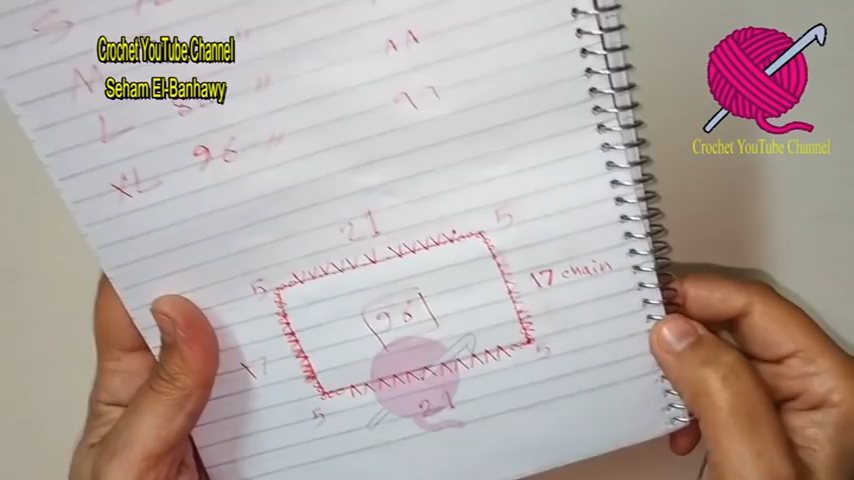 Crochet YouTube Channel
Seham El-Banhawy
S
M
L
XL 96 "
Crochet YouTube Channel
21
5 5
17 chain
96
17
5 5
21